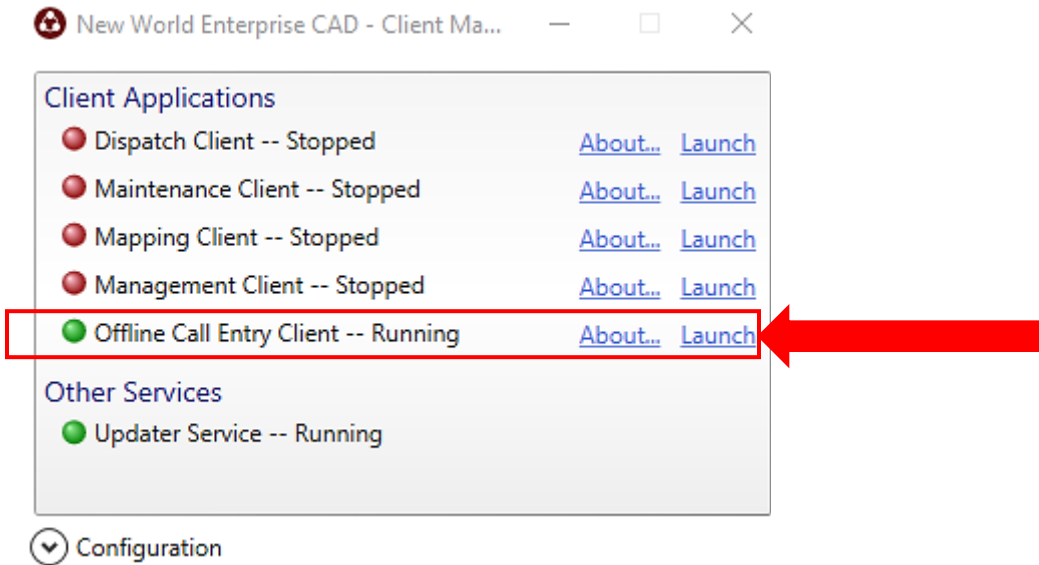 New World Enterprise CAD - Client Ma...
Client Applications
Dispatch Client -- Stopped About... Launch
Maintenance Client -- Stopped About... Launch
Mapping Client -- Stopped About... Launch
Management Client -- Stopped About... Launch
Offline Call Entry Client -- Running About... Launch
Other Services
Updater Service -- Running
Configuration